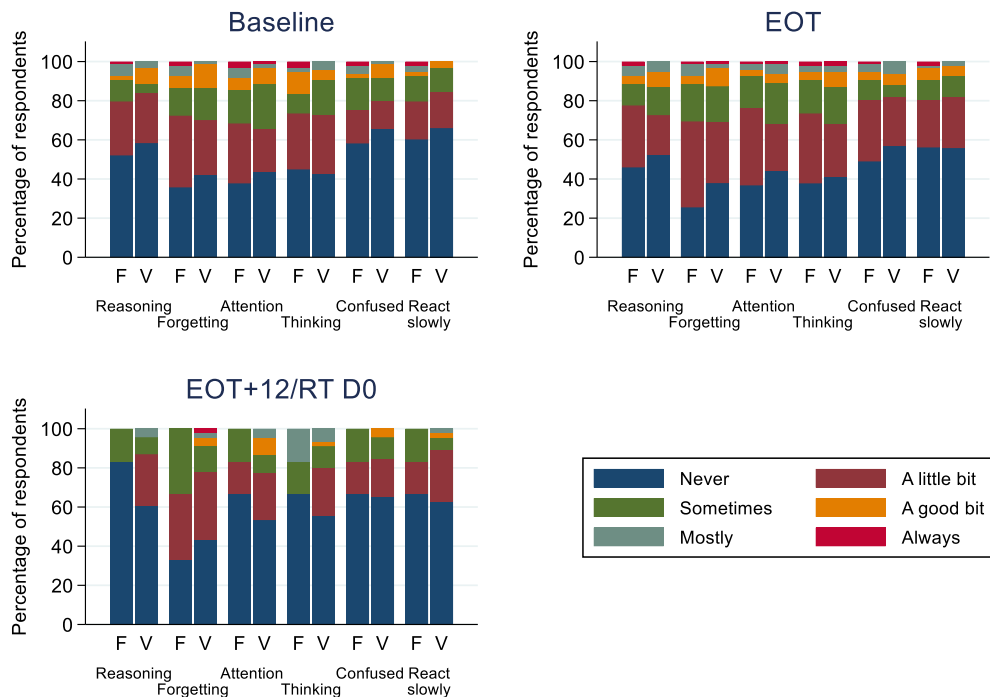 Baseline
Percentage of respondents
100
80
60
40
20
0
F V F V F V F V F V F V
Reasoning Attention Confused React
Forgetting Thinking slowly
EOT
Percentage of respondents
100
80
60
40
20
0
F V F V F V F V F V F V
Reasoning Attention Confused React
Forgetting Thinking slowly
EOT+12/RT D0
Percentage of respondents
100
80
60
40
20
0
F V F V F V F V F V F V
Reasoning Attention Confused React
Forgetting Thinking slowly
Never A little bit
Sometimes A good bit
Mostly Always